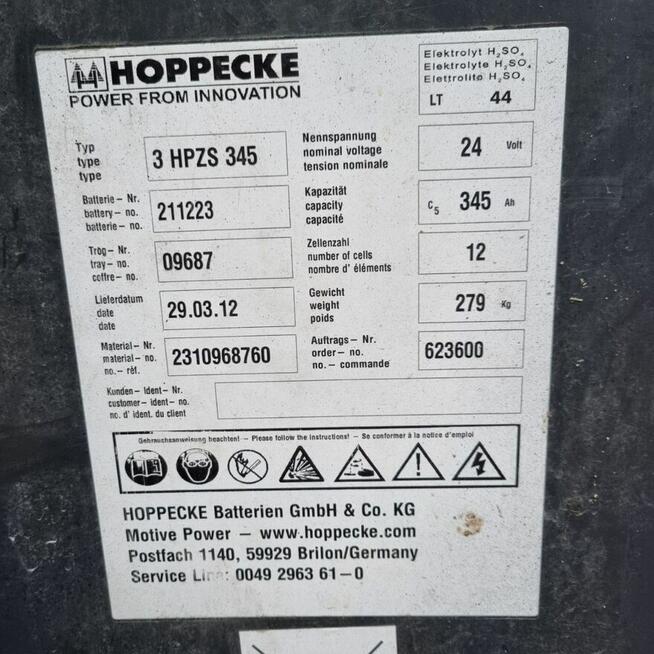 HOPPECKE
POWER FROM INNOVATION
Elektrolyt H₂SO₄
Elektrolyte H₂SO₄
Elettrolito H₂SO₄
LT 44
Typ
type
type
3 HPZS 345
Nennspannung
nominal voltage
tension nominale
24 Volt
Batterie– Nr.
battery– no.
batterie– no.
211223
Kapazität
capacity
capacité
C₅ 345 Ah
Trog– Nr.
tray– no.
coffre– no.
09687
Zellenzahl
number of cells
nombre d' éléments
12
Lieferdatum
date
date
29.03.12
Gewicht
weight
poids
279 Kg
Material– Nr.
material– no.
no.– réf.
2310968760
Auftrags– Nr.
order– no.
no.– commande
623600
Kunden– Ident– Nr.
customer– ident– no.
no. d' ident. du client
Gebrauchsanweisung beachten! – Please follow the instructions! – Se conformer à la notice d'emploi
HOPPECKE Batterien GmbH & Co. KG
Motive Power – www.hoppecke.com
Postfach 1140, 59929 Brilon/Germany
Service Line: 0049 2963 61–0